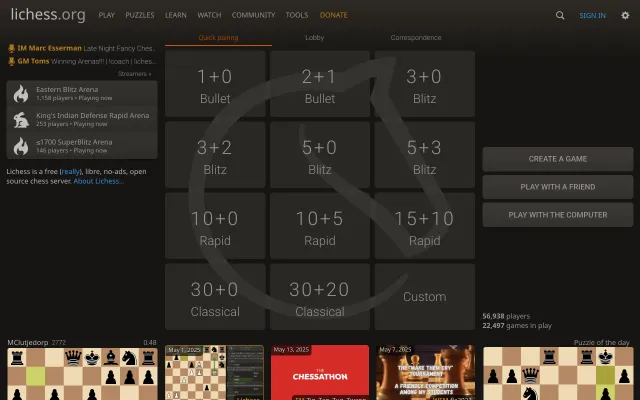 lichess.org PLAY PUZZLES LEARN WATCH COMMUNITY TOOLS DONATE SIGN IN
Quick pairing Lobby Correspondence
IM Marc Esserman Late Night Fancy Ches...
GM Toms Winning Arenas!!! | !coach | liches...
Streamers »
Eastern Blitz Arena
1,158 players • Playing now
King's Indian Defense Rapid Arena
253 players • Playing now
≤1700 SuperBlitz Arena
146 players • Playing now
Lichess is a free (really), libre, no-ads, open
source chess server. About Lichess...
1+0
Bullet
2+1
Bullet
3+0
Blitz
3+2
Blitz
5+0
Blitz
5+3
Blitz
10+0
Rapid
10+5
Rapid
15+10
Rapid
30+0
Classical
30+20
Classical
Custom
CREATE A GAME
PLAY WITH A FRIEND
PLAY WITH THE COMPUTER
56,938 players
22,497 games in play
MClutjedorp 2772 0:48
May 1, 2025
May 13, 2025
THE
CHESSATHON
May 7, 2025
THE "MAKE THEM CRY"
TOURNAMENT
A FRIENDLY COMPETITION
AMONG MY STUDENTS
Puzzle of the day